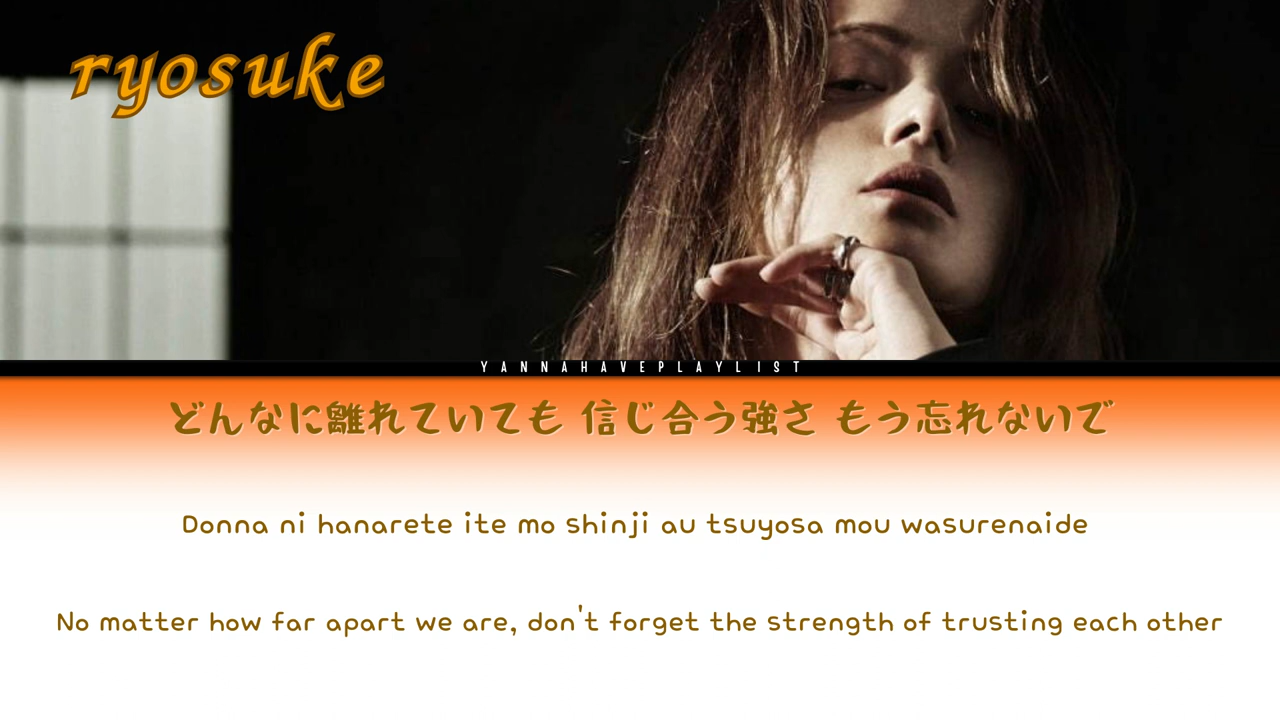 ryosuke
YANNAHAVEPLAYLIST
どんなに離れていても 信じ合う強さ もう忘れないで
Donna ni hanarete ite mo shinji au tsuyosa mou wasurenaide
No matter how far apart we are, don't forget the strength of trusting each other